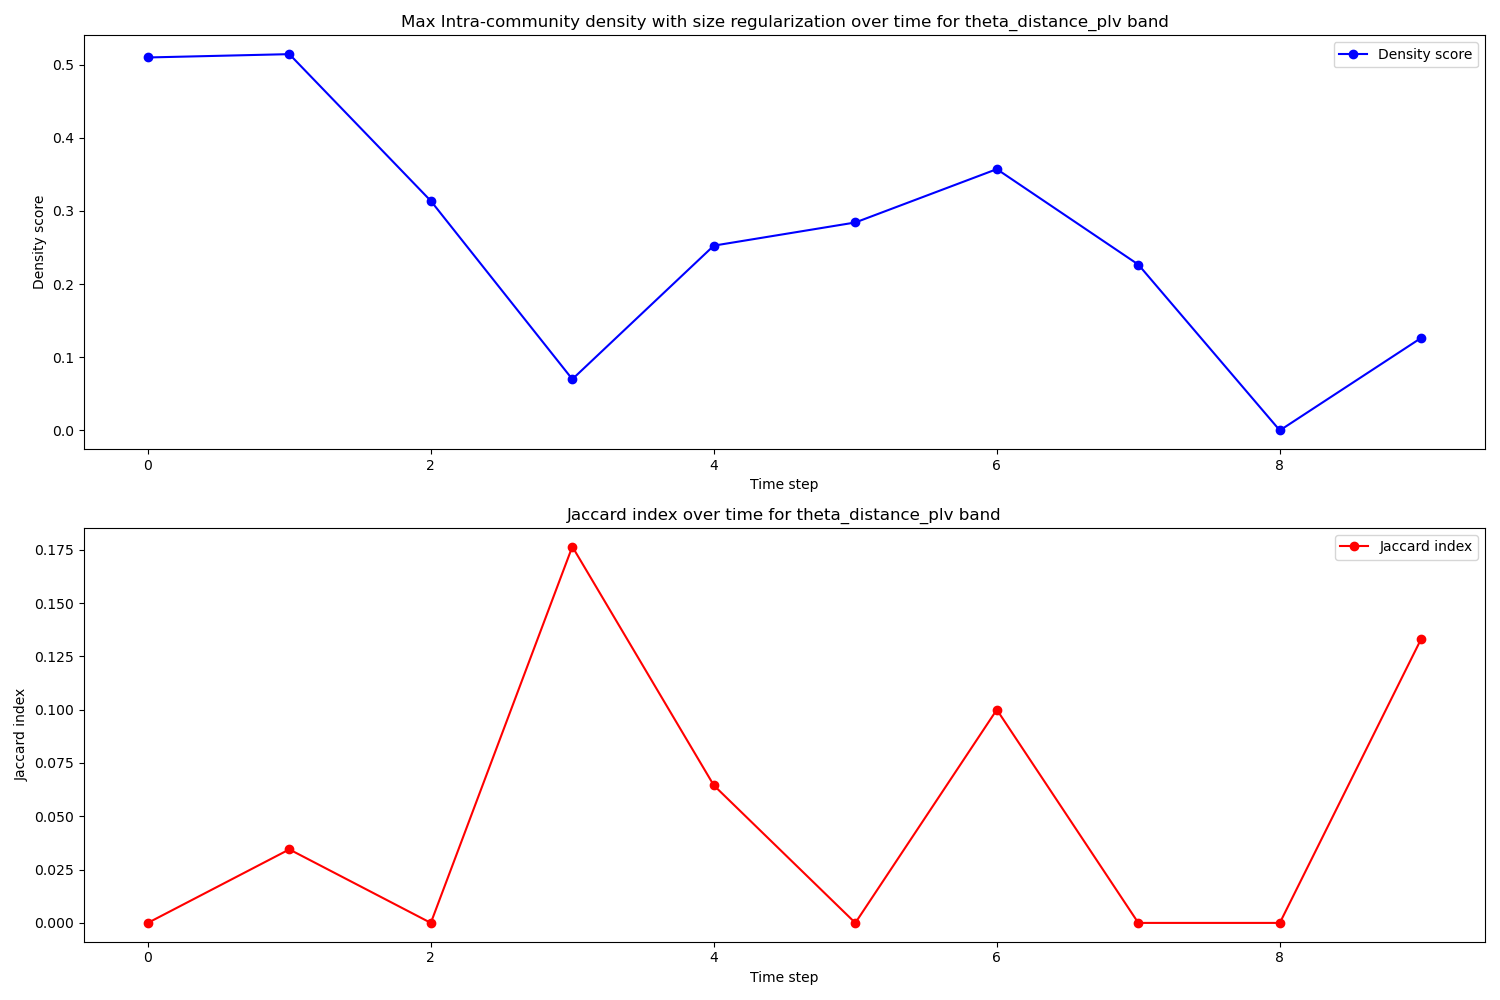 Max Intra-community density with size regularization over time for theta_distance_plv band
Density score
0.5
0.4
0.3
0.2
0.1
0.0
Density score
0 2 4 6 8
Time step
Jaccard index over time for theta_distance_plv band
Jaccard index
0.175
0.150
0.125
0.100
0.075
0.050
0.025
0.000
Jaccard index
0 2 4 6 8
Time step